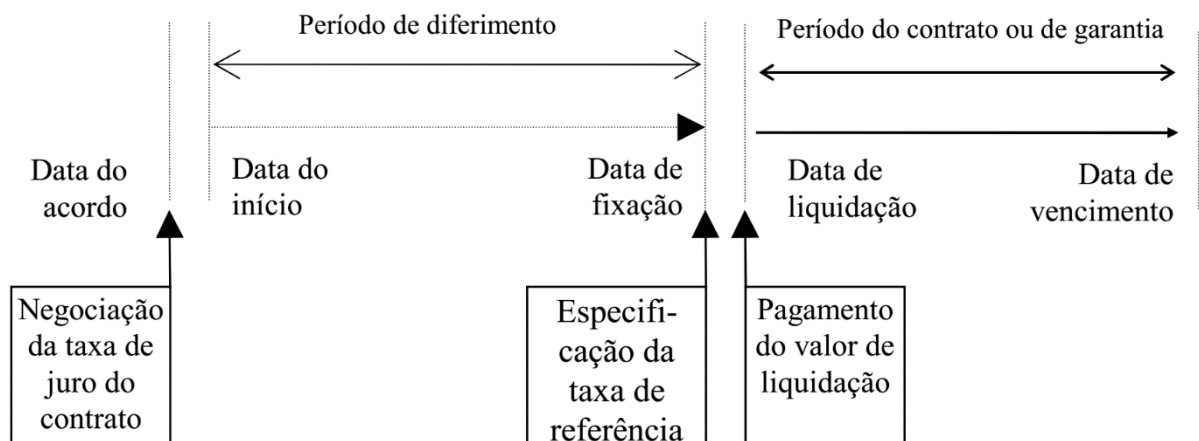 Período de diferimento
Período do contrato ou de garantia
Data do
acordo
Data do
início
Data de
fixação
Data de
liquidação
Data de
vencimento
Negociação
da taxa de
juro do
contrato
Especifi-
cação da
taxa de
referência
Pagamento
do valor de
liquidação